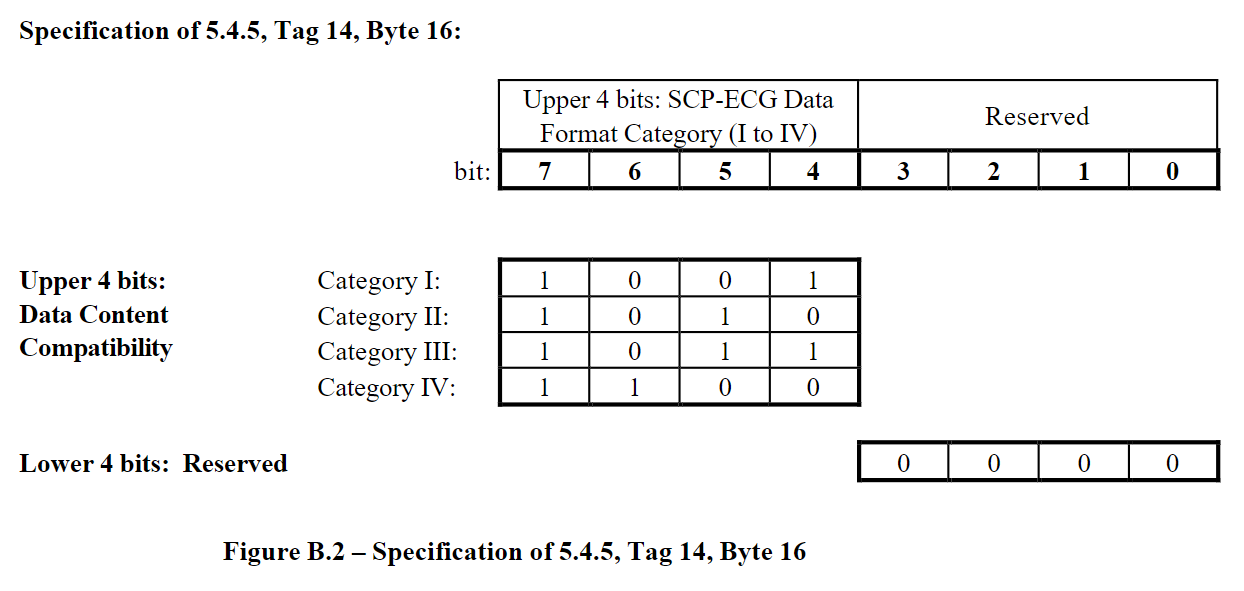 Specification of 5.4.5, Tag 14, Byte 16:
Upper 4 bits: SCP-ECG Data
Format Category (I to IV)
Reserved
bit: 7 6 5 4 3 2 1 0
Upper 4 bits: Category I: 1 0 0 1
Data Content Category II: 1 0 1 0
Compatibility Category III: 1 0 1 1
Category IV: 1 1 0 0
Lower 4 bits: Reserved 0 0 0 0
Figure B.2 – Specification of 5.4.5, Tag 14, Byte 16